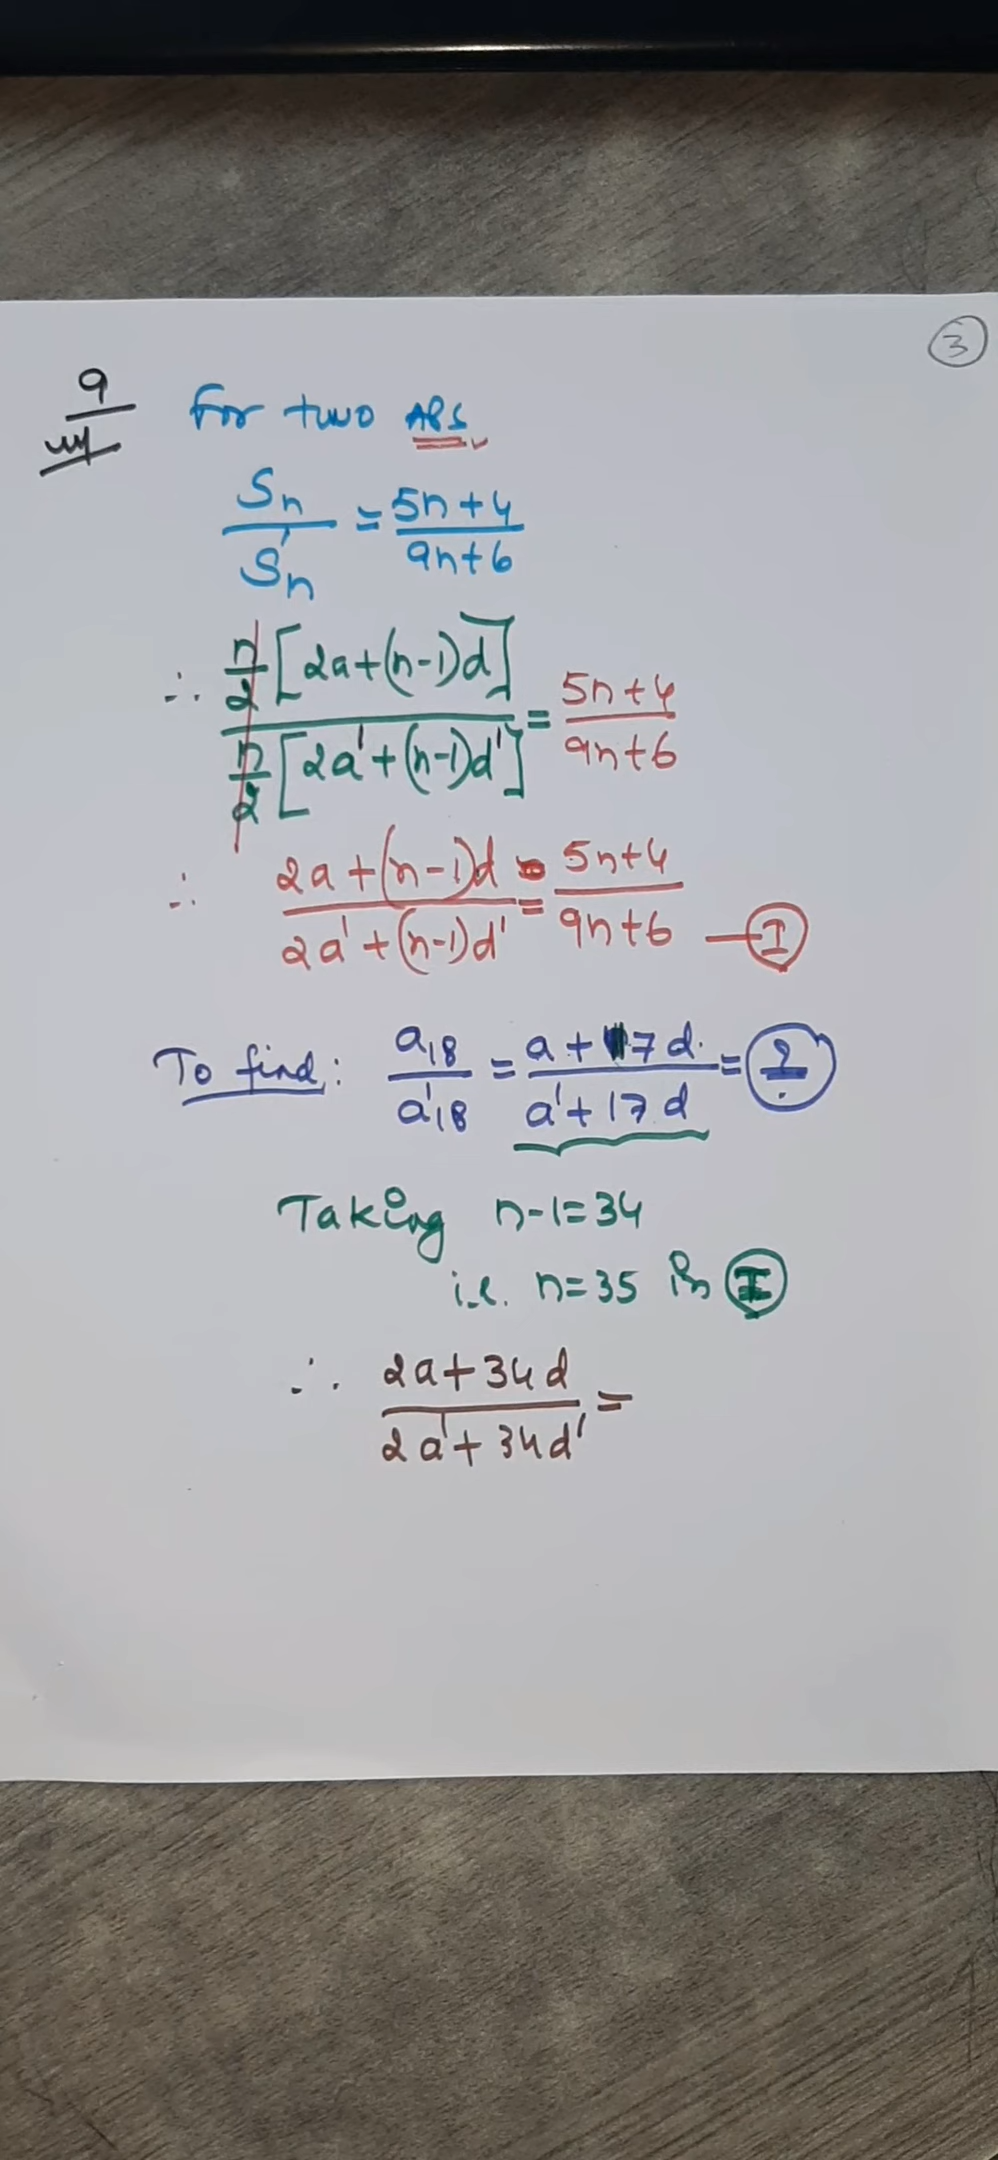 3
9
For two APS
Sn / S'n = 5n+4 / 9n+6
∴ n/2 [2a+(n-1)d] / n/2 [2a'+(n-1)d'] = 5n+4 / 9n+6
∴ 2a+(n-1)d / 2a'+(n-1)d' = 5n+4 / 9n+6 — I
To find: a18 / a'18 = a+17d / a'+17d = ?
Taking n-1=34
i.e. n=35 in I
∴ 2a+34d / 2a'+34d' =